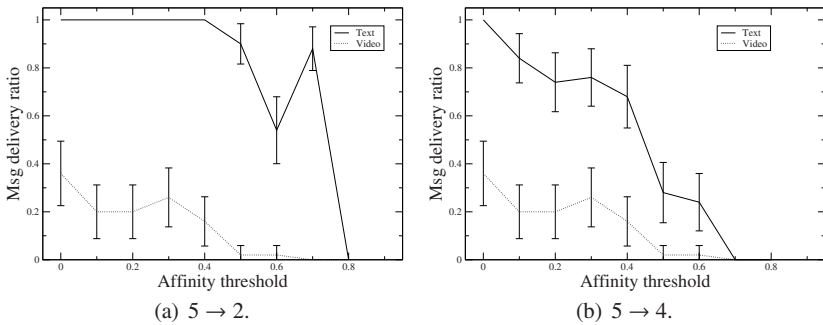 1
0.8
0.6
0.4
0.2
0
Msg delivery ratio
Text
Video
0 0.2 0.4 0.6 0.8
Affinity threshold
(a) 5 → 2.
1
0.8
0.6
0.4
0.2
0
Msg delivery ratio
Text
Video
0 0.2 0.4 0.6 0.8
Affinity threshold
(b) 5 → 4.